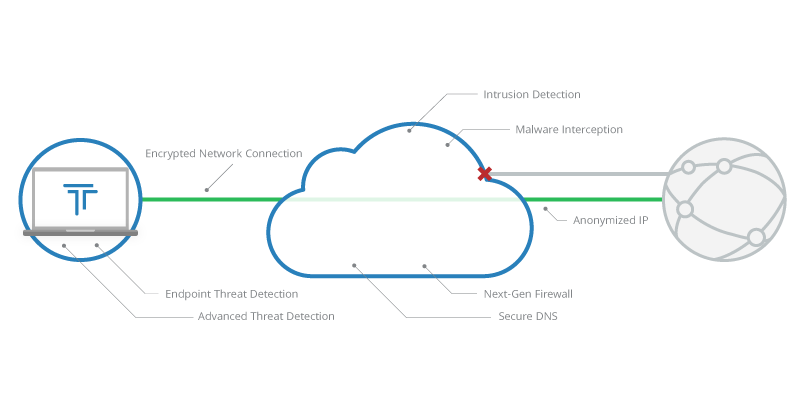 Intrusion Detection
Malware Interception
Encrypted Network Connection
Anonymized IP
Endpoint Threat Detection
Next-Gen Firewall
Advanced Threat Detection
Secure DNS